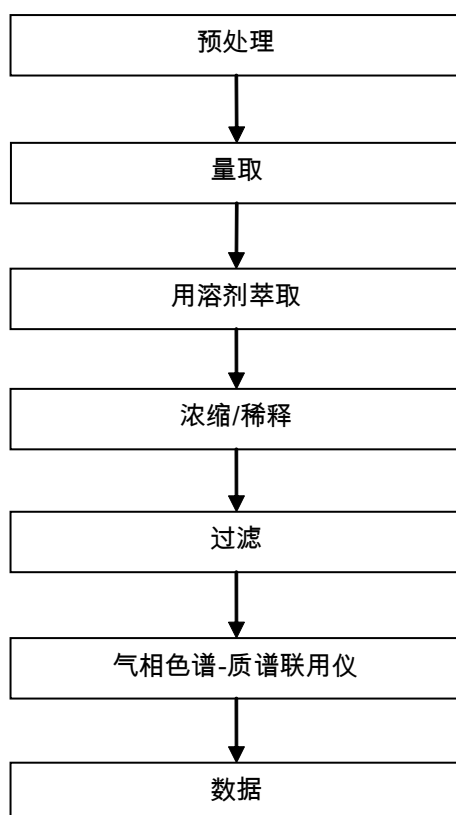 预处理
量取
用溶剂萃取
浓缩/稀释
过滤
气相色谱-质谱联用仪
数据